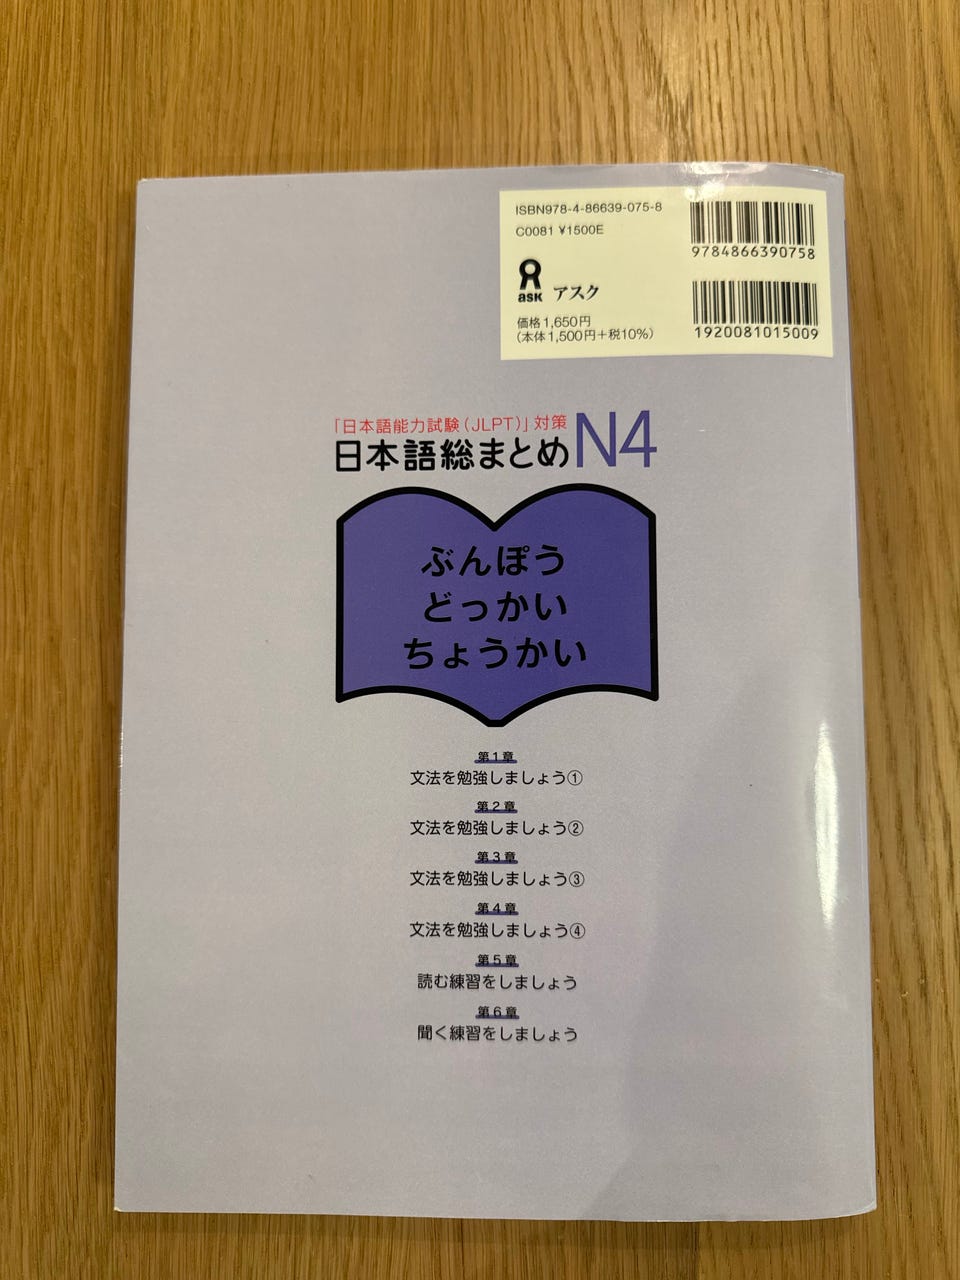 ISBN978-4-86639-075-8
C0081 ¥1500E
9784866390758
ask アスク
価格1,650円
(本体1,500円+税10%)
1920081015009
「日本語能力試験(JLPT)」対策
日本語総まとめN4
ぶんぽう
どっかい
ちょうかい
第1章
文法を勉強しましょう①
第2章
文法を勉強しましょう②
第3章
文法を勉強しましょう③
第4章
文法を勉強しましょう④
第5章
読む練習をしましょう
第6章
聞く練習をしましょう